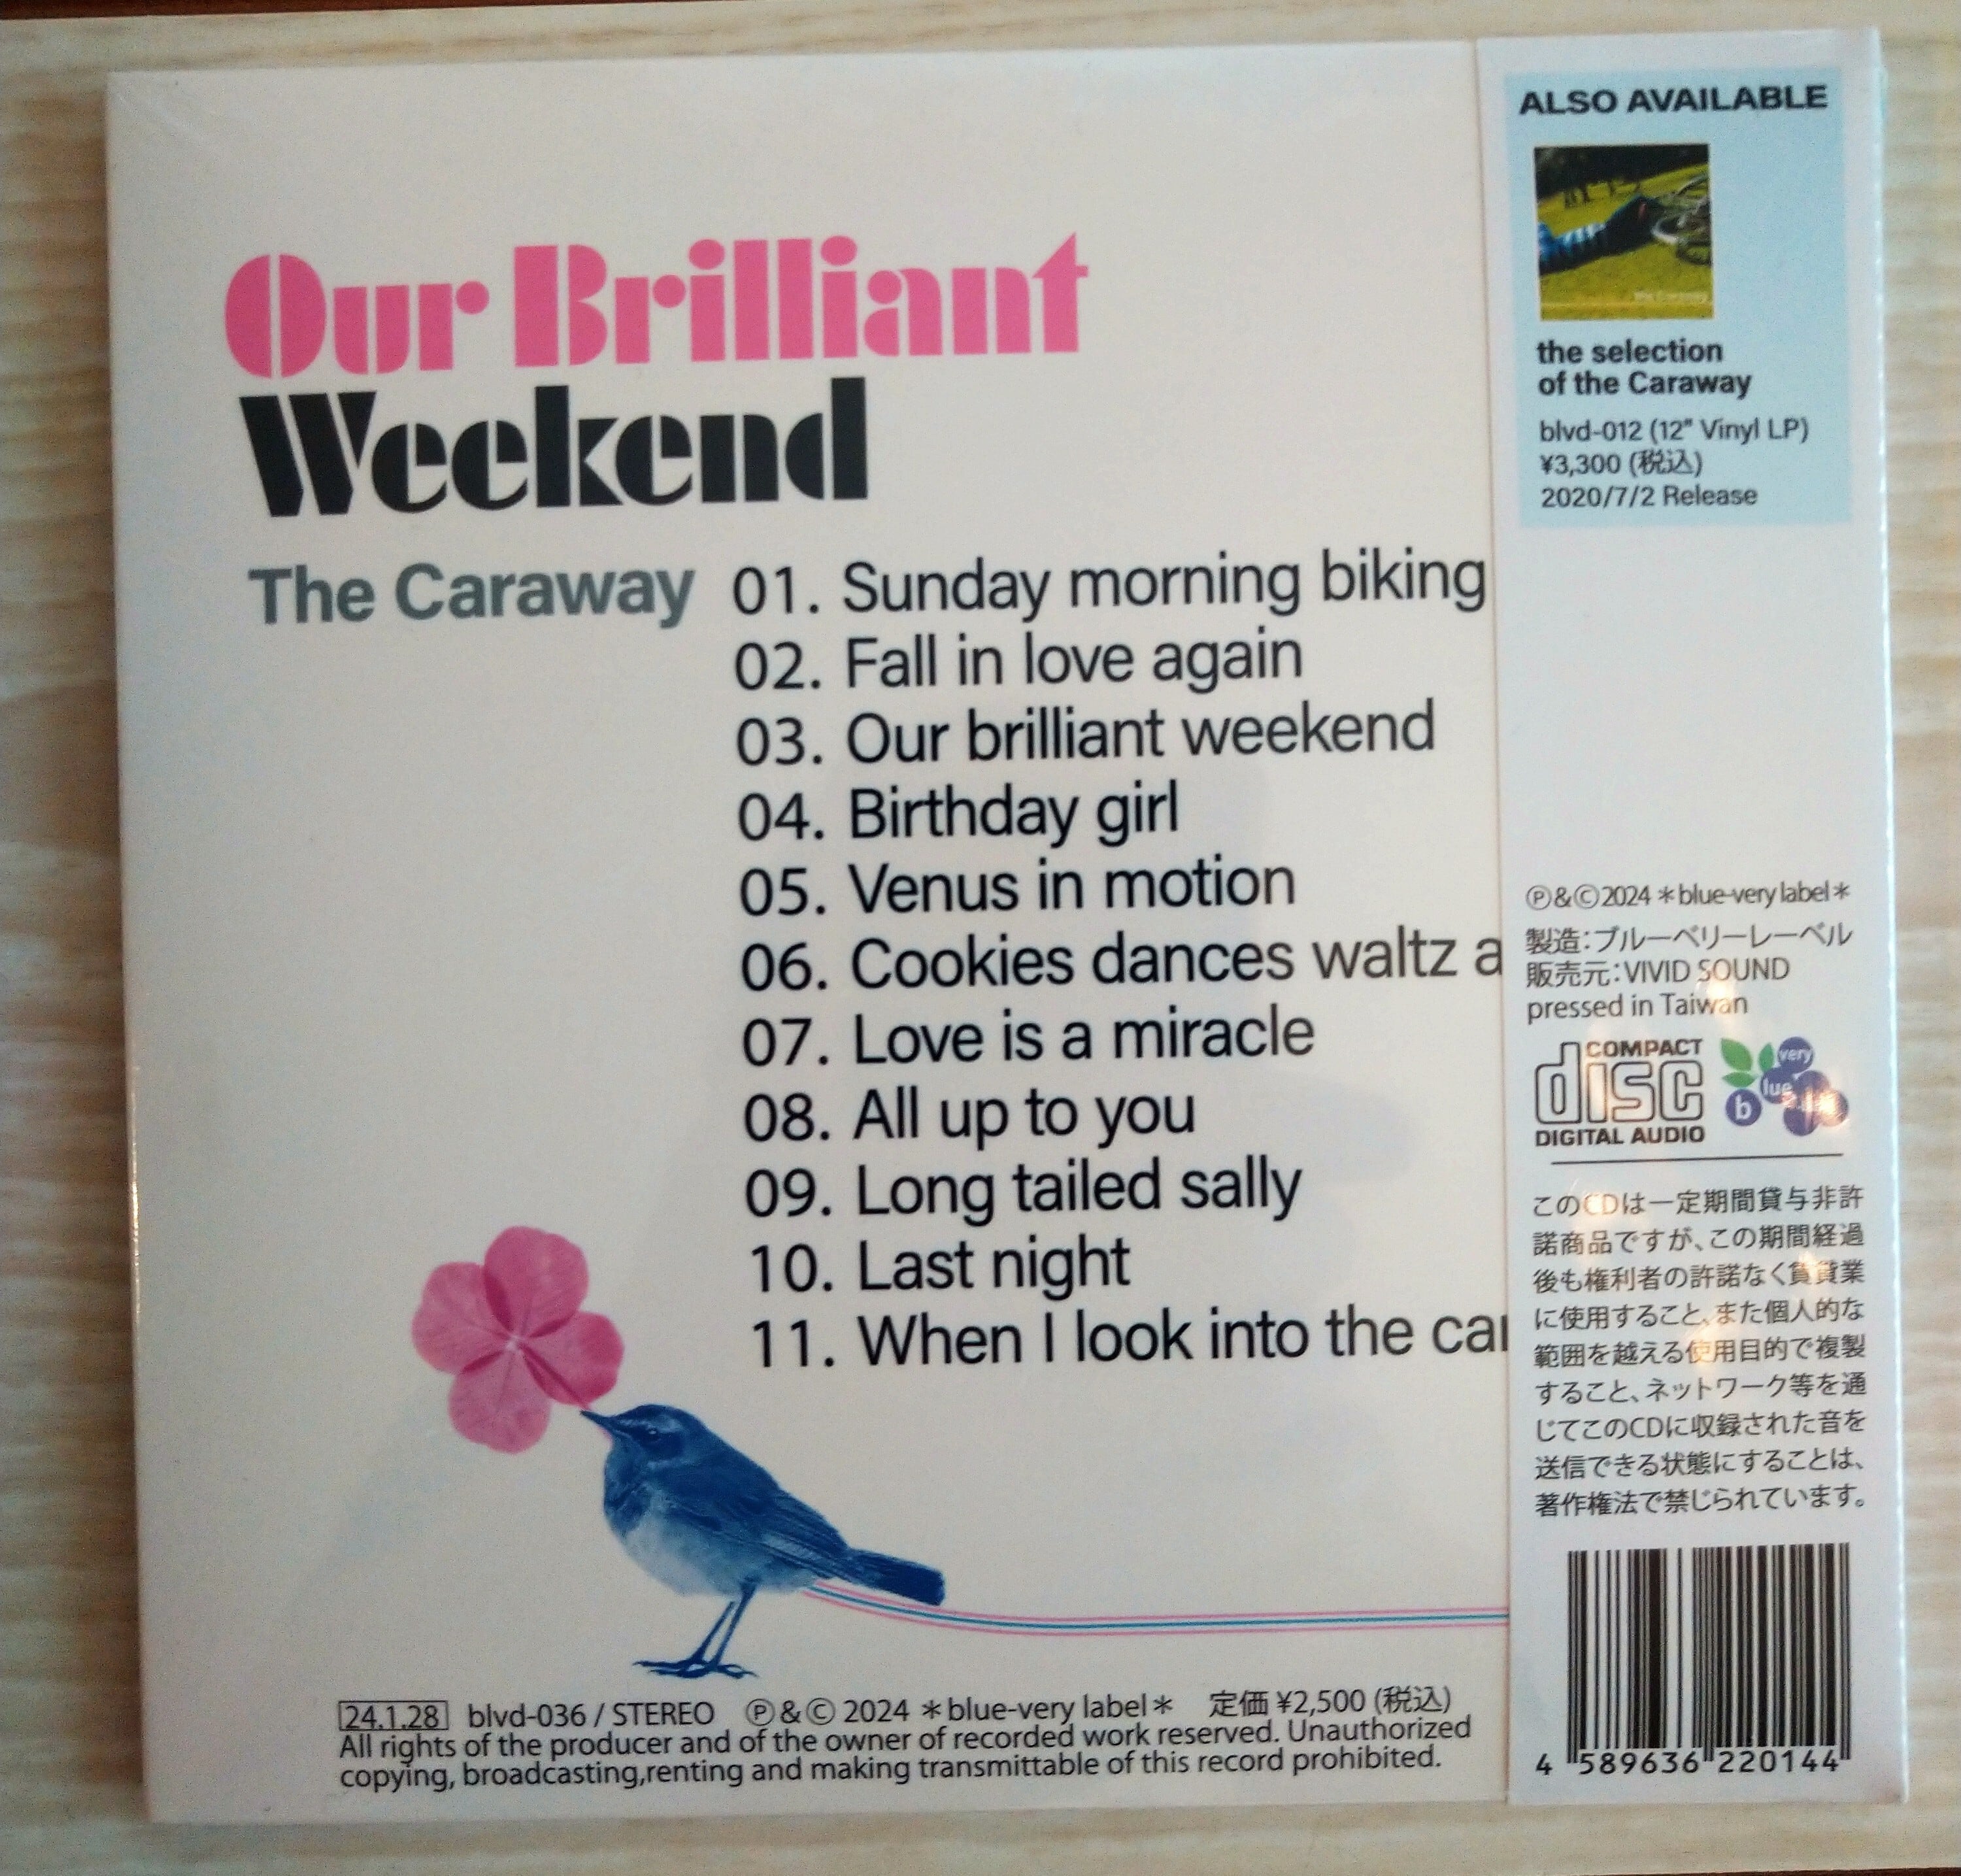 Our Brilliant
Weekend
The Caraway
01. Sunday morning biking
02. Fall in love again
03. Our brilliant weekend
04. Birthday girl
05. Venus in motion
06. Cookies dances waltz a
07. Love is a miracle
08. All up to you
09. Long tailed sally
10. Last night
11. When I look into the
24.1.28 blvd-036 / STEREO Ⓟ&Ⓒ 2024 *blue-very label* 定価 ¥2,500 (税込)
All rights of the producer and of the owner of recorded work reserved. Unauthorized
copying, broadcasting,renting and making transmittable of this record prohibited.
ALSO AVAILABLE
the selection
of the Caraway
blvd-012 (12" Vinyl LP)
¥3,300 (税込)
2020/7/2 Release
Ⓟ&Ⓒ2024 *blue-very label*
製造:ブルーベリーレーベル
販売元:VIVID SOUND
pressed in Taiwan
COMPACT
disc
DIGITAL AUDIO
very
b lue
このCDは一定期間貸与非許
諾商品ですが、この期間経過
後も権利者の許諾なく賃貸業
に使用すること、また個人的な
範囲を越える使用目的で複製
すること、ネットワーク等を通
じてこのCDに収録された音を
送信できる状態にすることは、
著作権法で禁じられています。
4 589636 220144